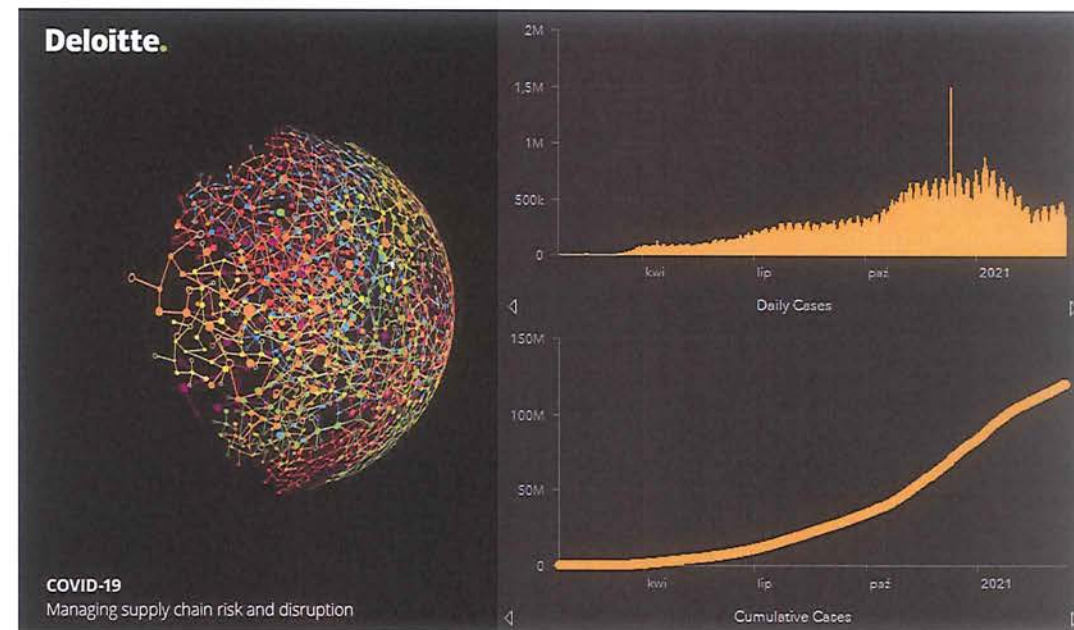 Deloitte.
COVID-19
Managing supply chain risk and disruption
2M
1,5M
1M
500k
0
kwi
lip
paź
2021
Daily Cases
150M
100M
50M
0
kwi
lip
paź
2021
Cumulative Cases